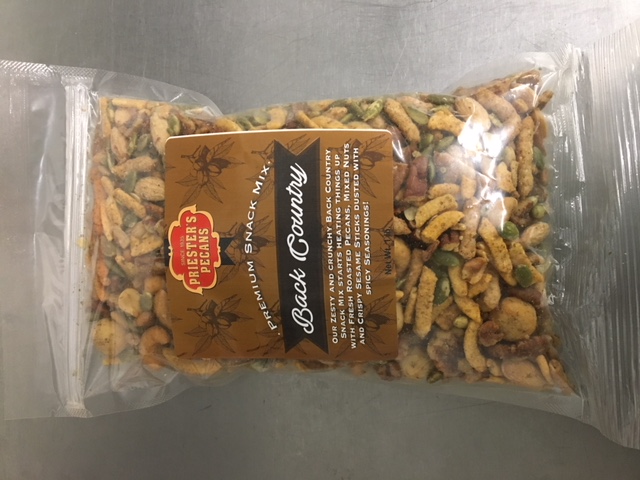 PRIESTER'S
PECANS
PREMIUM SNACK MIX
Back Country
OUR ZESTY AND CRUNCHY BACK COUNTRY
SNACK MIX STARTS HEATING THINGS UP
WITH FRESH ROASTED PECANS, MIXED NUTS
AND CRISPY SESAME STICKS DUSTED WITH
SPICY SEASONINGS!
NET WT.